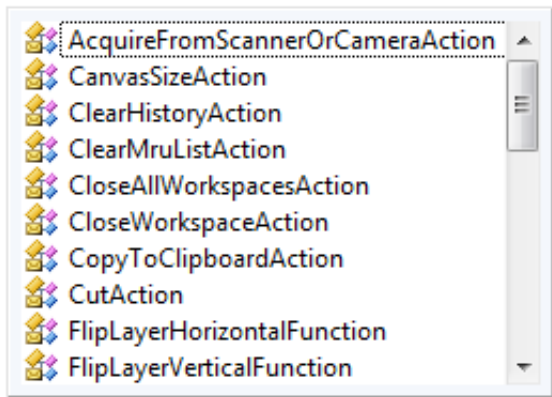 AcquireFromScannerOrCameraAction
CanvasSizeAction
ClearHistoryAction
ClearMruListAction
CloseAllWorkspacesAction
CloseWorkspaceAction
CopyToClipboardAction
CutAction
FlipLayerHorizontalFunction
FlipLayerVerticalFunction